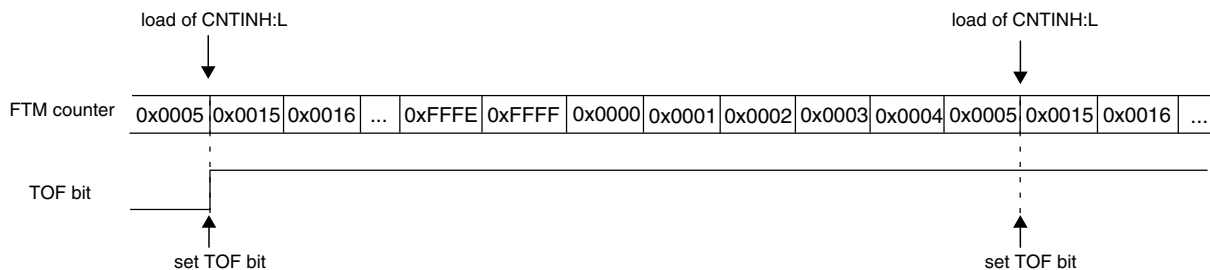 load of CNTINH:L load of CNTINH:L
FTM counter 0x0005 0x0015 0x0016 ... 0xFFFE 0xFFFF 0x0000 0x0001 0x0002 0x0003 0x0004 0x0005 0x0015 0x0016 ...
TOF bit
set TOF bit set TOF bit